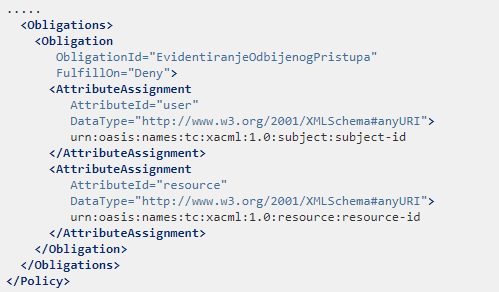 .....
<Obligations>
<Obligation
ObligationId="EvidentiranjeOdbijenogPristupa"
FulfillOn="Deny">
<AttributeAssignment
AttributeId="user"
DataType="http://www.w3.org/2001/XMLSchema#anyURI">
urn:oasis:names:tc:xacml:1.0:subject:subject-id
</AttributeAssignment>
<AttributeAssignment
AttributeId="resource"
DataType="http://www.w3.org/2001/XMLSchema#anyURI">
urn:oasis:names:tc:xacml:1.0:resource:resource-id
</AttributeAssignment>
</Obligation>
</Obligations>
</Policy>